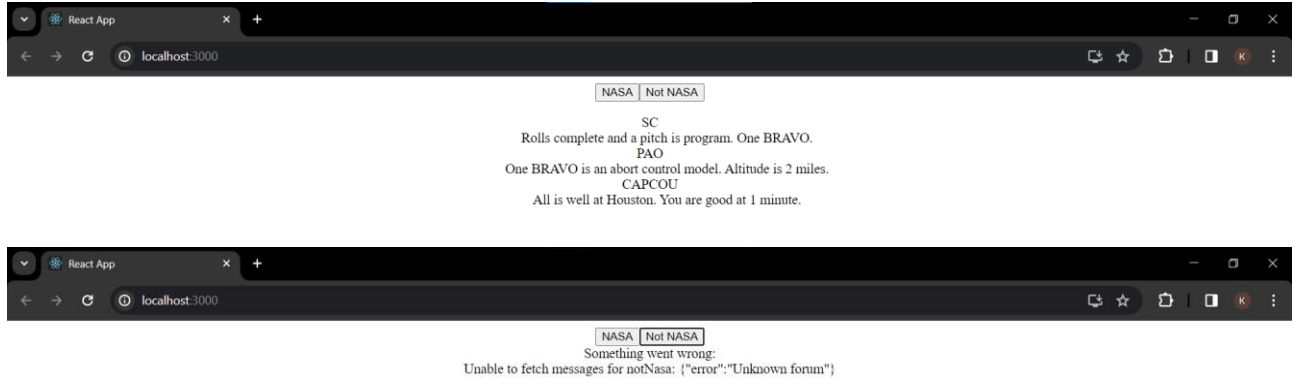 React App
localhost:3000
K
NASA Not NASA
SC
Rolls complete and a pitch is program. One BRAVO.
PAO
One BRAVO is an abort control model. Altitude is 2 miles.
CAPCOU
All is well at Houston. You are good at 1 minute.
React App
localhost:3000
K
NASA Not NASA
Something went wrong:
Unable to fetch messages for notNasa: {"error":"Unknown forum"}